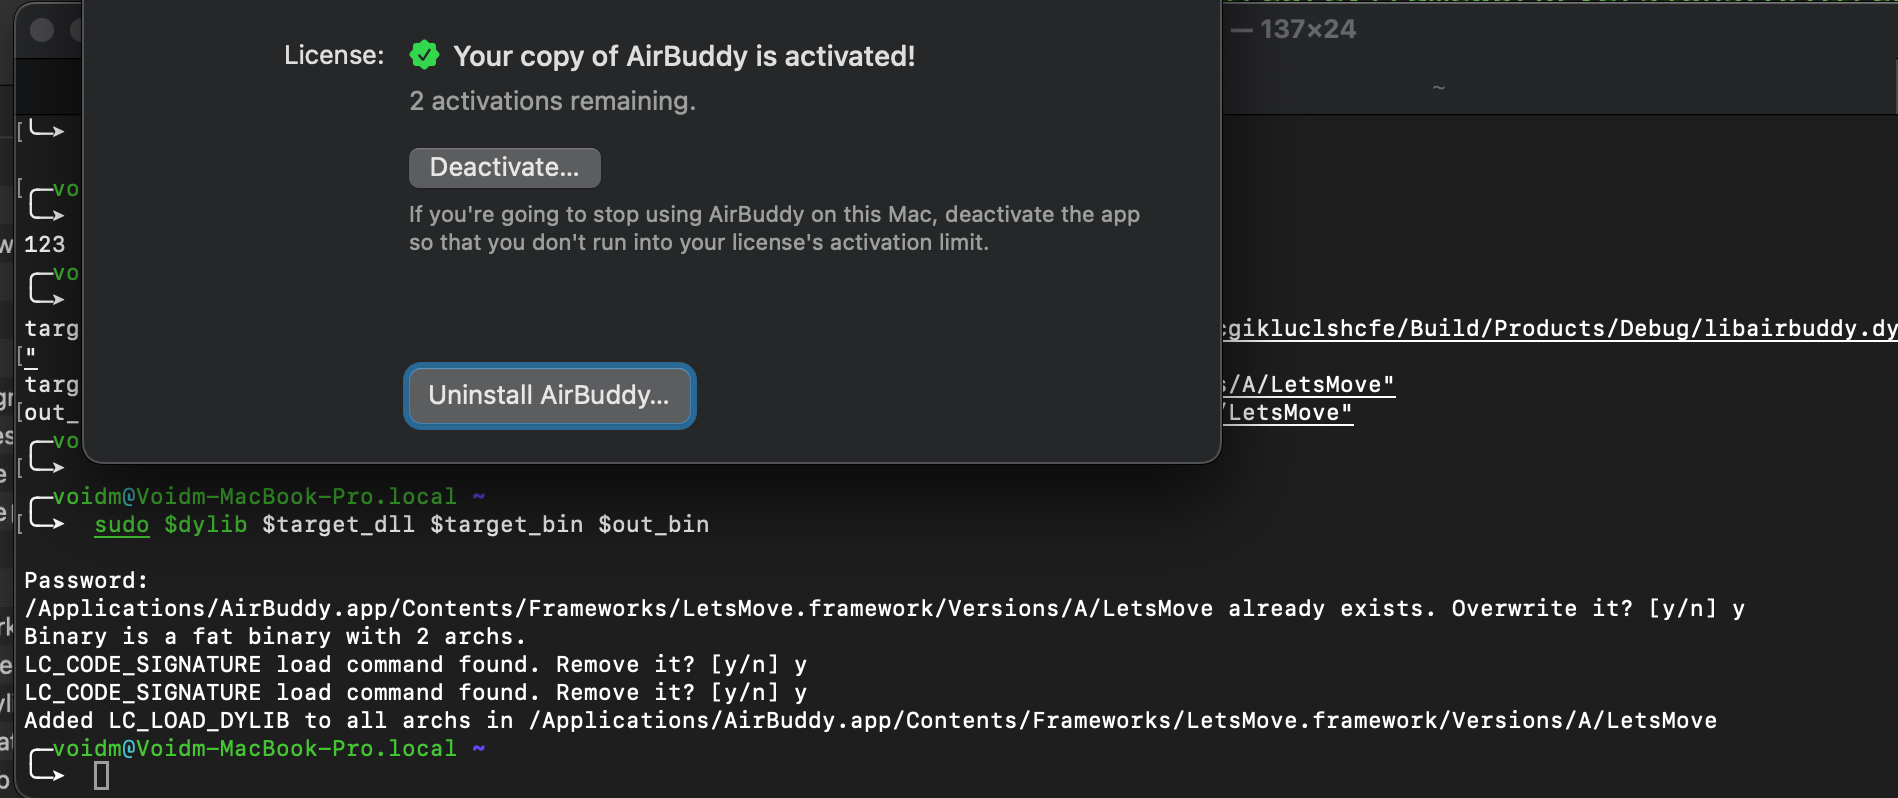 — 137×24
License: Your copy of AirBuddy is activated!
2 activations remaining.
~
Deactivate...
[ vo
If you're going to stop using AirBuddy on this Mac, deactivate the app
so that you don't run into your license's activation limit.
123
vo
targ cgikluclshcfe/Build/Products/Debug/libairbuddy.dy
["
targ s/A/LetsMove"
[out_ /LetsMove"
Uninstall AirBuddy...
vo
voidm@Voidm-MacBook-Pro.local ~
[ sudo $dylib $target_dll $target_bin $out_bin
Password:
/Applications/AirBuddy.app/Contents/Frameworks/LetsMove.framework/Versions/A/LetsMove already exists. Overwrite it? [y/n] y
Binary is a fat binary with 2 archs.
LC_CODE_SIGNATURE load command found. Remove it? [y/n] y
LC_CODE_SIGNATURE load command found. Remove it? [y/n] y
Added LC_LOAD_DYLIB to all archs in /Applications/AirBuddy.app/Contents/Frameworks/LetsMove.framework/Versions/A/LetsMove
voidm@Voidm-MacBook-Pro.local ~